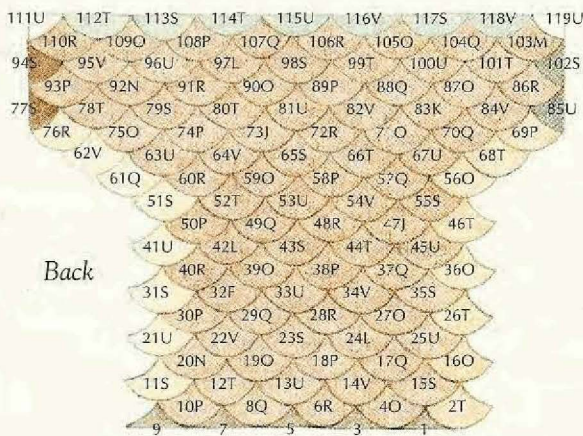 111U 112T 113S 114T 115U 116V 117S 118V 119U
110R 109O 108P 107Q 106R 105O 104Q 103M
94S 95V 96U 97L 98S 99T 100U 101T 102S
93P 92N 91R 90O 89P 88Q 87O 86R
77S 78T 79S 80T 81U 82V 83K 84V 85U
76R 75O 74P 73J 72R 70Q 69P
62V 63U 64V 65S 66T 67U 68T
61Q 60R 59O 58P 57Q 56O
51S 52T 53U 54V 55S
50P 49Q 48R 47J 46T
41U 42L 43S 44T 45U
Back
40R 39O 38P 37Q 36O
31S 32F 33U 34V 35S
30P 29Q 28R 27O 26T
21U 22V 23S 24L 25U
20N 19O 18P 17Q 16O
11S 12T 13U 14V 15S
10P 8Q 6R 4O 2T
9 7 5 3 1